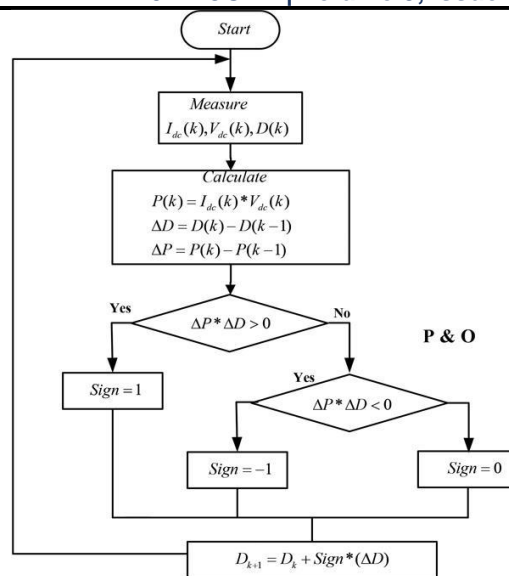 Start
Measure
I_dc(k),V_dc(k),D(k)
Calculate
P(k)=I_dc(k)*V_dc(k)
ΔD=D(k)−D(k−1)
ΔP=P(k)−P(k−1)
Yes
ΔP*ΔD>0
No
P & O
Sign=1
Yes
ΔP*ΔD<0
Sign=−1
Sign=0
D_{k+1}=D_k+Sign*(ΔD)